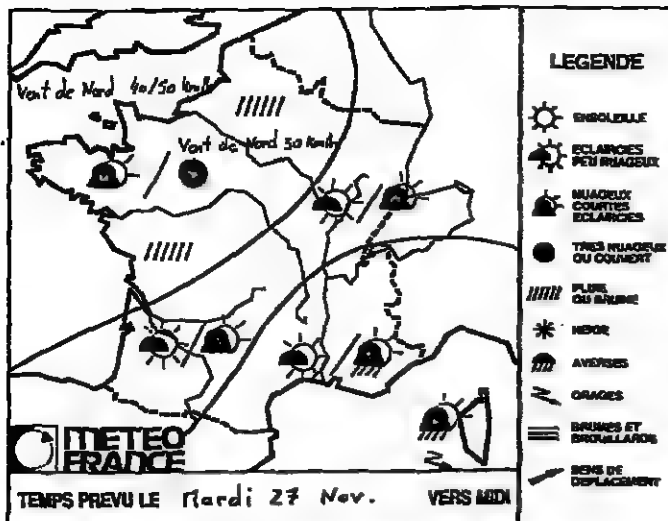 Vent de Nord 40/50 km/h
Vent de Nord 50 km/h
METEO
FRANCE
TEMPS PREVU LE Mardi 27 Nov. VERS MIDI
LEGENDE
ENSOLEILLE
ECLAIRCIES
PEU NUAGEUX
NUAGEUX
COURTES
ECLAIRCIES
TRES NUAGEUX
OU COUVERT
PLUIE
OU BRUINE
NEIGE
AVERSES
ORAGES
BRUMES ET
BROUILLARDS
SENS DE
DEPLACEMENT